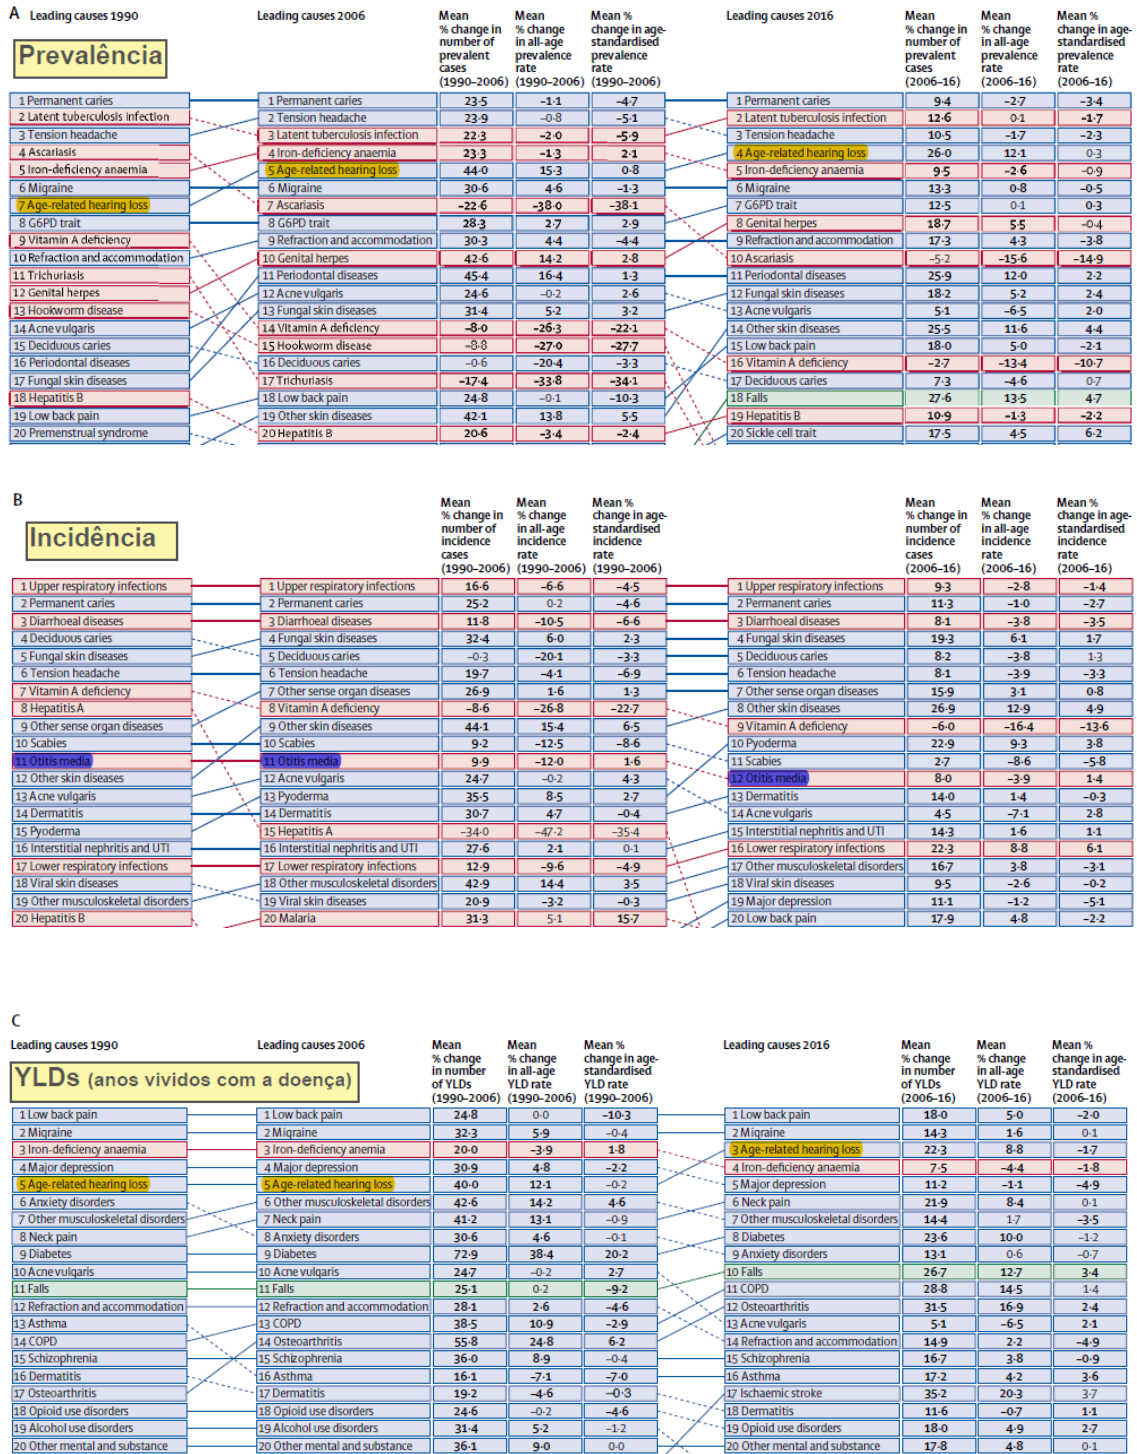 A Leading causes 1990 Leading causes 2006 Mean % change in number of prevalent cases (1990–2006) Mean % change in all-age prevalence rate (1990–2006) Mean % change in age-standardised prevalence rate (1990–2006) Leading causes 2016 Mean % change in number of prevalent cases (2006–16) Mean % change in all-age prevalence rate (2006–16) Mean % change in age-standardised prevalence rate (2006–16)
Prevalência
1 Permanent caries 1 Permanent caries 23·5 –1·1 –4·7 1 Permanent caries 9·4 –2·7 –3·4
2 Latent tuberculosis infection 2 Tension headache 23·9 –0·8 –5·1 2 Latent tuberculosis infection 12·6 0·1 –1·7
3 Tension headache 3 Latent tuberculosis infection 22·3 –2·0 –5·9 3 Tension headache 10·5 –1·7 –2·3
4 Ascariasis 4 Iron-deficiency anaemia 23·3 –1·3 2·1 4 Age-related hearing loss 26·0 12·1 0·3
5 Iron-deficiency anaemia 5 Age-related hearing loss 44·0 15·3 0·8 5 Iron-deficiency anaemia 9·5 –2·6 –0·9
6 Migraine 6 Migraine 30·6 4·6 –1·3 6 Migraine 13·3 0·8 –0·5
7 Age-related hearing loss 7 Ascariasis –22·6 –38·0 –38·1 7 G6PD trait 12·5 0·1 0·3
8 G6PD trait 8 G6PD trait 28·3 2·7 2·9 8 Genital herpes 18·7 5·5 –0·4
9 Vitamin A deficiency 9 Refraction and accommodation 30·3 4·4 –4·4 9 Refraction and accommodation 17·3 4·3 –3·8
10 Refraction and accommodation 10 Genital herpes 42·6 14·2 2·8 10 Ascariasis –5·2 –15·6 –14·9
11 Trichuriasis 11 Periodontal diseases 45·4 16·4 1·3 11 Periodontal diseases 25·9 12·0 2·2
12 Genital herpes 12 Acne vulgaris 24·6 –0·2 2·6 12 Fungal skin diseases 18·2 5·2 2·4
13 Hookworm disease 13 Fungal skin diseases 31·4 5·2 3·2 13 Acne vulgaris 5·1 –6·5 2·0
14 Acne vulgaris 14 Vitamin A deficiency –8·0 –26·3 –22·1 14 Other skin diseases 25·5 11·6 4·4
15 Deciduous caries 15 Hookworm disease –8·8 –27·0 –27·7 15 Low back pain 18·0 5·0 –2·1
16 Periodontal diseases 16 Deciduous caries –0·6 –20·4 –3·3 16 Vitamin A deficiency –2·7 –13·4 –10·7
17 Fungal skin diseases 17 Trichuriasis –17·4 –33·8 –34·1 17 Deciduous caries 7·3 –4·6 0·7
18 Hepatitis B 18 Low back pain 24·8 –0·1 –10·3 18 Falls 27·6 13·5 4·7
19 Low back pain 19 Other skin diseases 42·1 13·8 5·5 19 Hepatitis B 10·9 –1·3 –2·2
20 Premenstrual syndrome 20 Hepatitis B 20·6 –3·4 –2·4 20 Sickle cell trait 17·5 4·5 6·2
B Mean % change in number of incidence cases (1990–2006) Mean % change in all-age incidence rate (1990–2006) Mean % change in age-standardised incidence rate (1990–2006) Mean % change in number of incidence cases (2006–16) Mean % change in all-age incidence rate (2006–16) Mean % change in age-standardised incidence rate (2006–16)
Incidência
1 Upper respiratory infections 1 Upper respiratory infections 16·6 –6·6 –4·5 1 Upper respiratory infections 9·3 –2·8 –1·4
2 Permanent caries 2 Permanent caries 25·2 0·2 –4·6 2 Permanent caries 11·3 –1·0 –2·7
3 Diarrhoeal diseases 3 Diarrhoeal diseases 11·8 –10·5 –6·6 3 Diarrhoeal diseases 8·1 –3·8 –3·5
4 Deciduous caries 4 Fungal skin diseases 32·4 6·0 2·3 4 Fungal skin diseases 19·3 6·1 1·7
5 Fungal skin diseases 5 Deciduous caries –0·3 –20·1 –3·3 5 Deciduous caries 8·2 –3·8 1·3
6 Tension headache 6 Tension headache 19·7 –4·1 –6·9 6 Tension headache 8·1 –3·9 –3·3
7 Vitamin A deficiency 7 Other sense organ diseases 26·9 1·6 1·3 7 Other sense organ diseases 15·9 3·1 0·8
8 Hepatitis A 8 Vitamin A deficiency –8·6 –26·8 –22·7 8 Other skin diseases 26·9 12·9 4·9
9 Other sense organ diseases 9 Other skin diseases 44·1 15·4 6·5 9 Vitamin A deficiency –6·0 –16·4 –13·6
10 Scabies 10 Scabies 9·2 –12·5 –8·6 10 Pyoderma 22·9 9·3 3·8
11 Otitis media 11 Otitis media 9·9 –12·0 1·6 11 Scabies 2·7 –8·6 –5·8
12 Other skin diseases 12 Acne vulgaris 24·7 –0·2 4·3 12 Otitis media 8·0 –3·9 1·4
13 Acne vulgaris 13 Pyoderma 35·5 8·5 2·7 13 Dermatitis 14·0 1·4 –0·3
14 Dermatitis 14 Dermatitis 30·7 4·7 –0·4 14 Acne vulgaris 4·5 –7·1 2·8
15 Pyoderma 15 Hepatitis A –34·0 –47·2 –35·4 15 Interstitial nephritis and UTI 14·3 1·6 1·1
16 Interstitial nephritis and UTI 16 Interstitial nephritis and UTI 27·6 2·1 0·1 16 Lower respiratory infections 22·3 8·8 6·1
17 Lower respiratory infections 17 Lower respiratory infections 12·9 –9·6 –4·9 17 Other musculoskeletal disorders 16·7 3·8 –3·1
18 Viral skin diseases 18 Other musculoskeletal disorders 42·9 14·4 3·5 18 Viral skin diseases 9·5 –2·6 –0·2
19 Other musculoskeletal disorders 19 Viral skin diseases 20·9 –3·2 –0·3 19 Major depression 11·1 –1·2 –5·1
20 Hepatitis B 20 Malaria 31·3 5·1 15·7 20 Low back pain 17·9 4·8 –2·2
C
Leading causes 1990 Leading causes 2006 Mean % change in number of YLDs (1990–2006) Mean % change in all-age YLD rate (1990–2006) Mean % change in age-standardised YLD rate (1990–2006) Leading causes 2016 Mean % change in number of YLDs (2006–16) Mean % change in all-age YLD rate (2006–16) Mean % change in age-standardised YLD rate (2006–16)
YLDs (anos vividos com a doença)
1 Low back pain 1 Low back pain 24·8 0·0 –10·3 1 Low back pain 18·0 5·0 –2·0
2 Migraine 2 Migraine 32·3 5·9 –0·4 2 Migraine 14·3 1·6 0·1
3 Iron-deficiency anaemia 3 Iron-deficiency anaemia 20·0 –3·9 1·8 3 Age-related hearing loss 22·3 8·8 –1·7
4 Major depression 4 Major depression 30·9 4·8 –2·2 4 Iron-deficiency anaemia 7·5 –4·4 –1·8
5 Age-related hearing loss 5 Age-related hearing loss 40·0 12·1 –0·2 5 Major depression 11·2 –1·1 –4·9
6 Anxiety disorders 6 Other musculoskeletal disorders 42·6 14·2 4·6 6 Neck pain 21·9 8·4 0·1
7 Other musculoskeletal disorders 7 Neck pain 41·2 13·1 –0·9 7 Other musculoskeletal disorders 14·4 1·7 –3·5
8 Neck pain 8 Anxiety disorders 30·6 4·6 –0·1 8 Diabetes 23·6 10·0 –1·2
9 Diabetes 9 Diabetes 72·9 38·4 20·2 9 Anxiety disorders 13·1 0·6 –0·7
10 Acne vulgaris 10 Acne vulgaris 24·7 –0·2 2·7 10 Falls 26·7 12·7 3·4
11 Falls 11 Falls 25·1 0·2 –9·2 11 COPD 28·8 14·5 1·4
12 Refraction and accommodation 12 Refraction and accommodation 28·1 2·6 –4·6 12 Osteoarthritis 31·5 16·9 2·4
13 Asthma 13 COPD 38·5 10·9 –2·9 13 Acne vulgaris 5·1 –6·5 2·1
14 COPD 14 Osteoarthritis 55·8 24·8 6·2 14 Refraction and accommodation 14·9 2·2 –4·9
15 Schizophrenia 15 Schizophrenia 36·0 8·9 –0·4 15 Schizophrenia 16·7 3·8 –0·9
16 Dermatitis 16 Asthma 16·1 –7·1 –7·0 16 Asthma 17·2 4·2 3·6
17 Osteoarthritis 17 Dermatitis 19·2 –4·6 –0·3 17 Ischaemic stroke 35·2 20·3 3·7
18 Opioid use disorders 18 Opioid use disorders 24·6 –0·2 –4·6 18 Dermatitis 11·6 –0·7 1·1
19 Alcohol use disorders 19 Alcohol use disorders 31·4 5·2 –1·2 19 Opioid use disorders 18·0 4·9 2·7
20 Other mental and substance 20 Other mental and substance 36·1 9·0 0·0 20 Other mental and substance 17·8 4·8 0·1